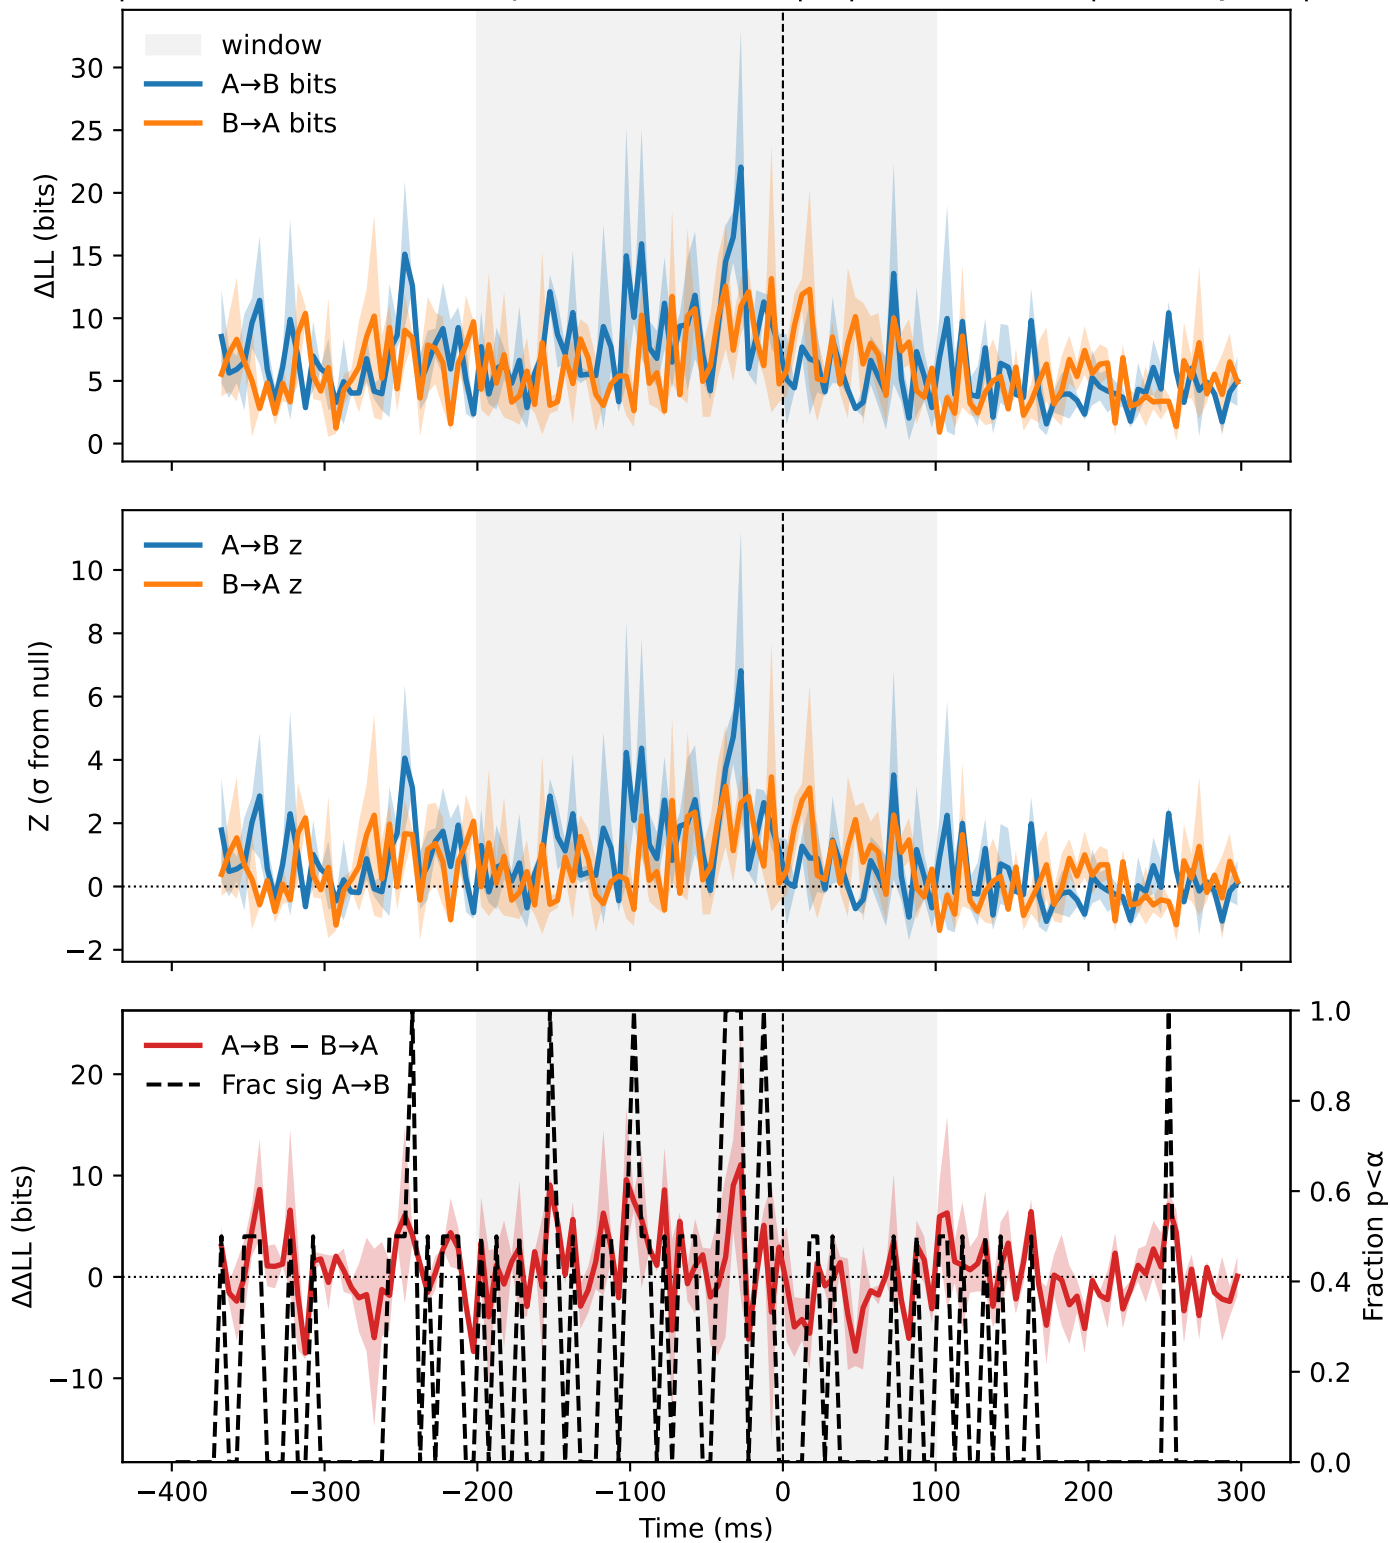 window
A→B bits
B→A bits
ΔLL (bits)
30
25
20
15
10
5
0
A→B z
B→A z
Z (σ from null)
10
8
6
4
2
0
−2
A→B − B→A
Frac sig A→B
ΔΔLL (bits)
20
10
0
−10
1.0
0.8
0.6
0.4
0.2
0.0
Fraction p<α
−400 −300 −200 −100 0 100 200 300
Time (ms)